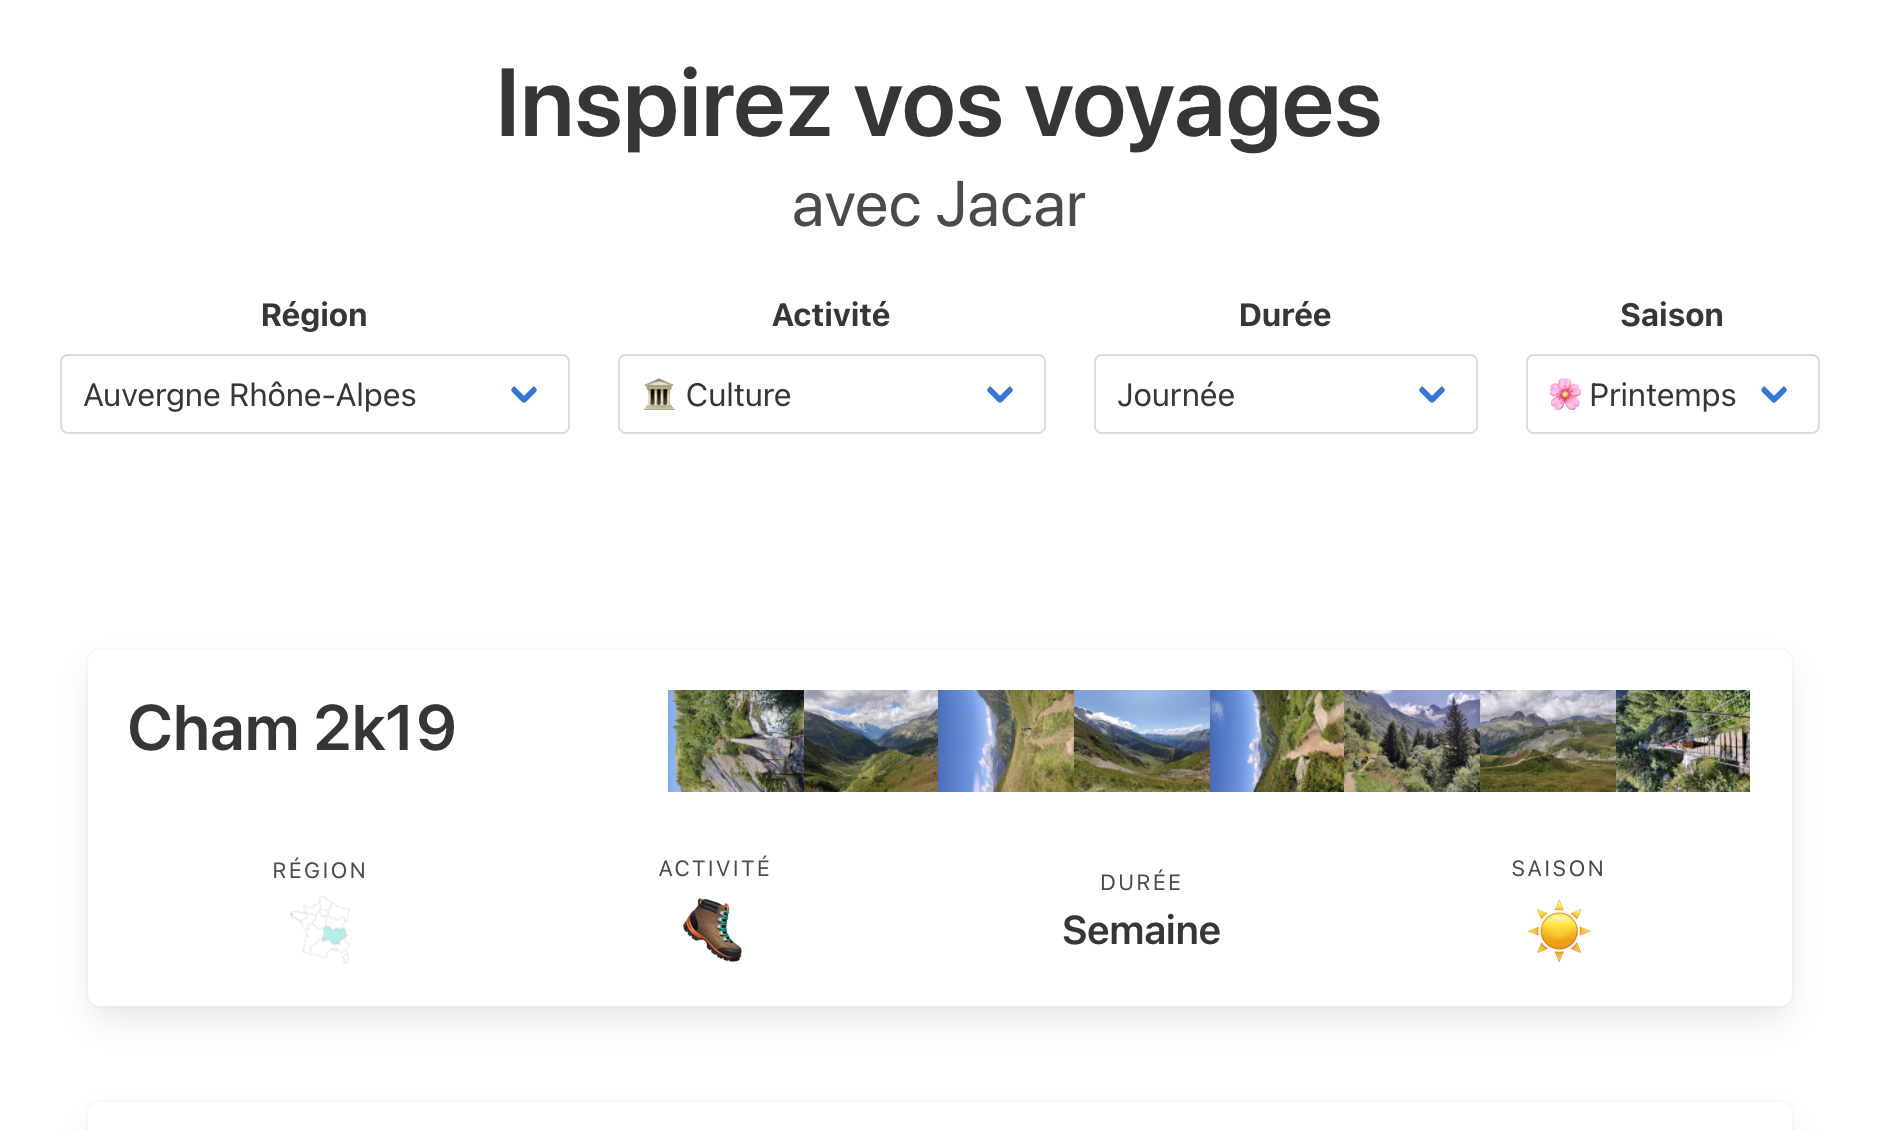 Inspirez vos voyages
avec Jacar
Région
Activité
Durée
Saison
Auvergne Rhône-Alpes
Culture
Journée
Printemps
Cham 2k19
RÉGION
ACTIVITÉ
DURÉE
SAISON
Semaine